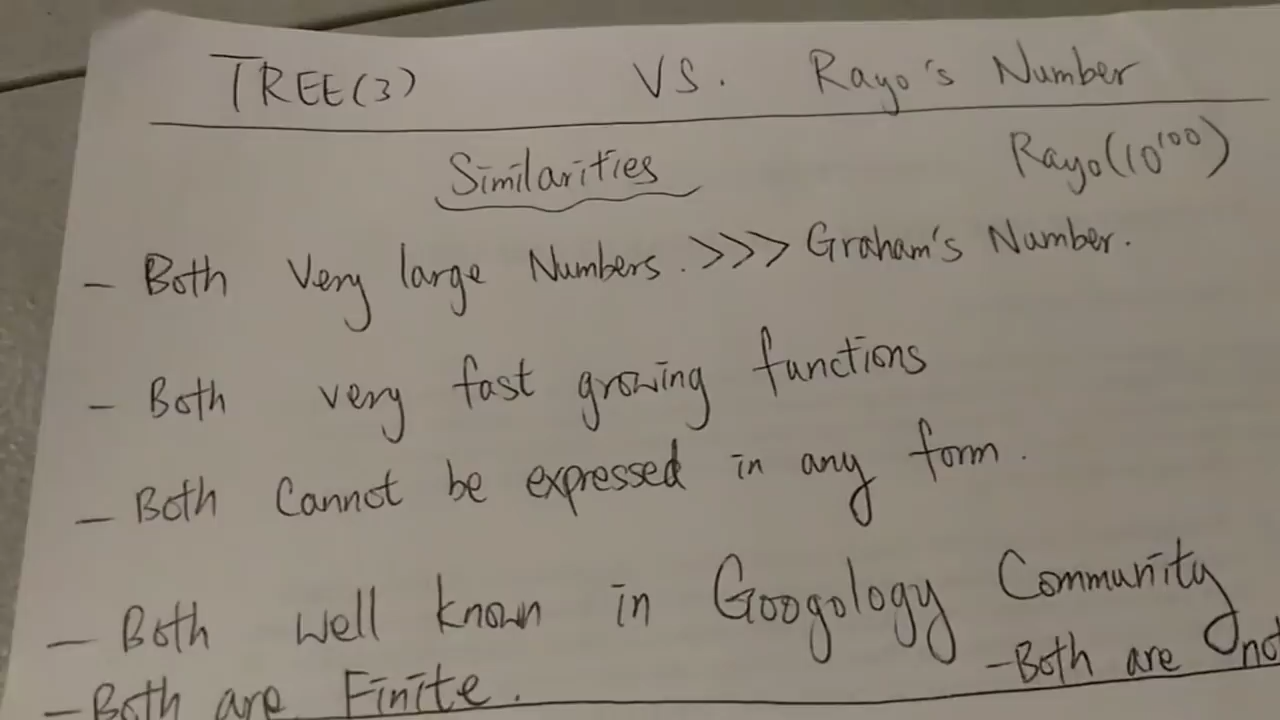 TREE(3) VS. Rayo's Number
Similarities
Rayo(10^100)
- Both Very large Numbers. >>> Graham's Number.
- Both very fast growing functions
- Both Cannot be expressed in any form.
- Both well known in Googology Community
- Both are Finite.
- Both are not